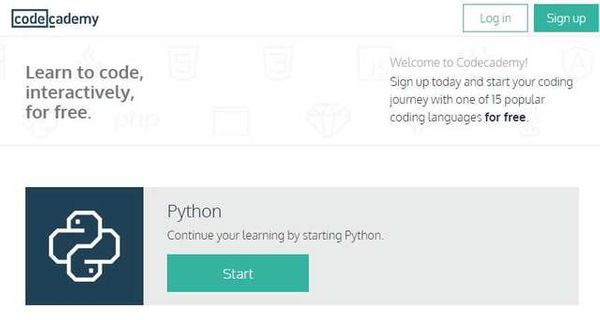 codecademy
Log in
Sign up
Learn to code,
interactively,
for free.
Welcome to Codecademy!
Sign up today and start your coding
journey with one of 15 popular
coding languages for free.
php
JS
Python
Continue your learning by starting Python.
Start